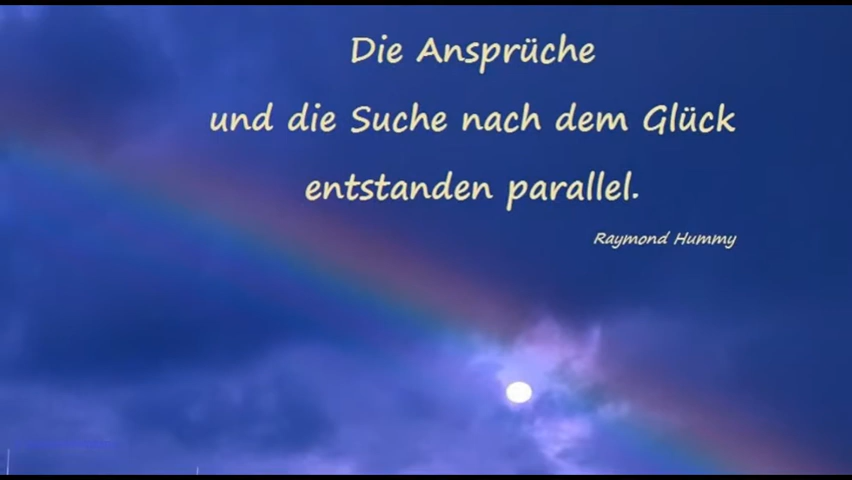 Die Ansprüche
und die Suche nach dem Glück
entstanden parallel.
Raymond Hummy